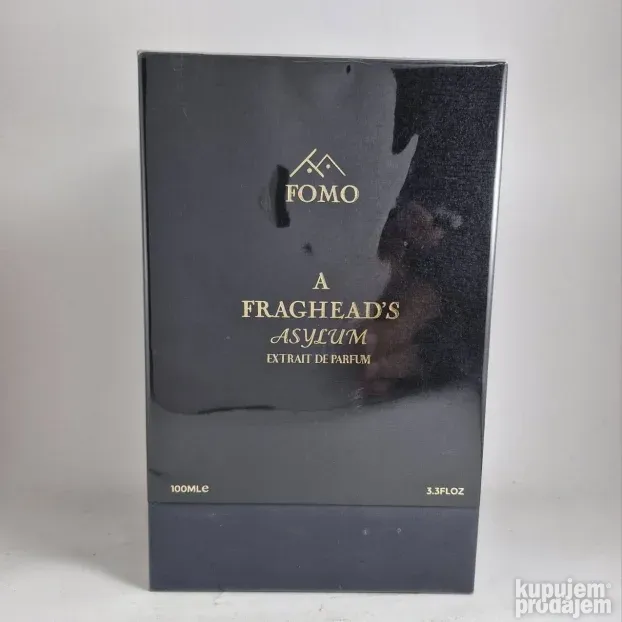 FOMO
A
FRAGHEAD'S
ASYLUM
EXTRAIT DE PARFUM
100MLe
3.3FLOZ
kupujem
prodajem